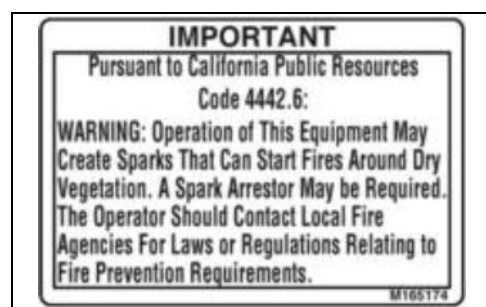 IMPORTANT
Pursuant to California Public Resources
Code 4442.6:
WARNING: Operation of This Equipment May
Create Sparks That Can Start Fires Around Dry
Vegetation. A Spark Arrestor May be Required.
The Operator Should Contact Local Fire
Agencies For Laws or Regulations Relating to
Fire Prevention Requirements.
M165174